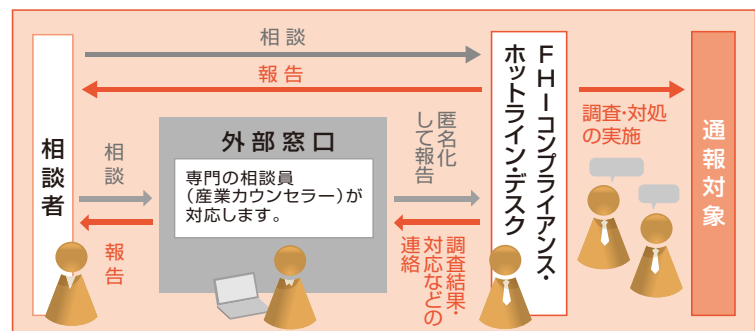 相談
報告
相談者
相談
報告
外部窓口
専門の相談員
（産業カウンセラー）が
対応します。
匿名化
して報告
調査結果・
対応などの
連絡
FHIコンプライアンス・
ホットライン・デスク
調査・対処
の実施
通報対象